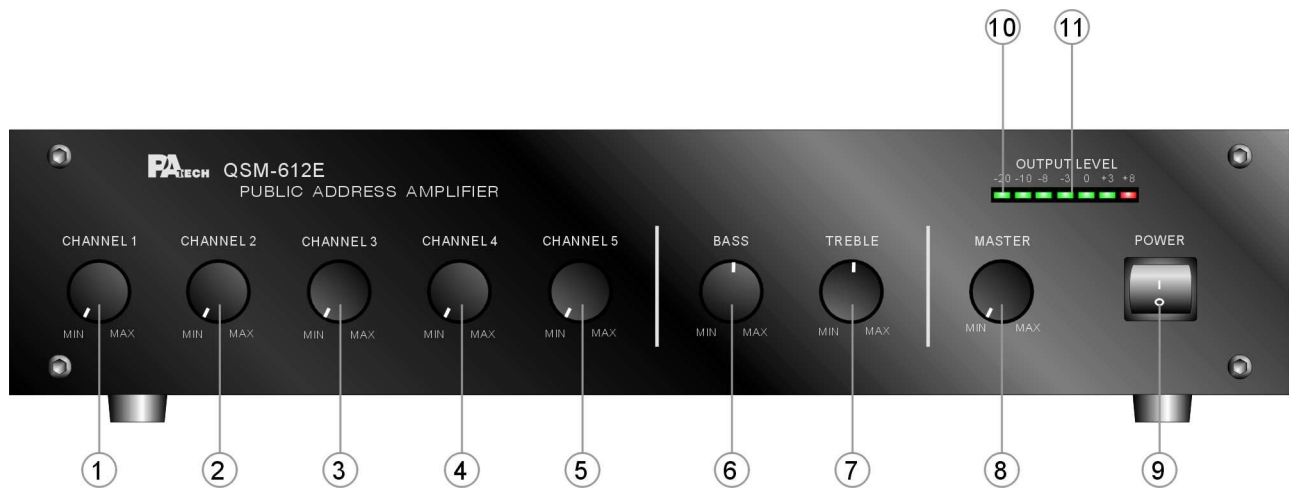 10 11
PATECH QSM-612E
PUBLIC ADDRESS AMPLIFIER
OUTPUT LEVEL
-20 -10 -8 -3 0 +3 +8
CHANNEL 1 CHANNEL 2 CHANNEL 3 CHANNEL 4 CHANNEL 5 BASS TREBLE MASTER POWER
MIN MAX MIN MAX MIN MAX MIN MAX MIN MAX MIN MAX MIN MAX MIN MAX
1 2 3 4 5 6 7 8 9